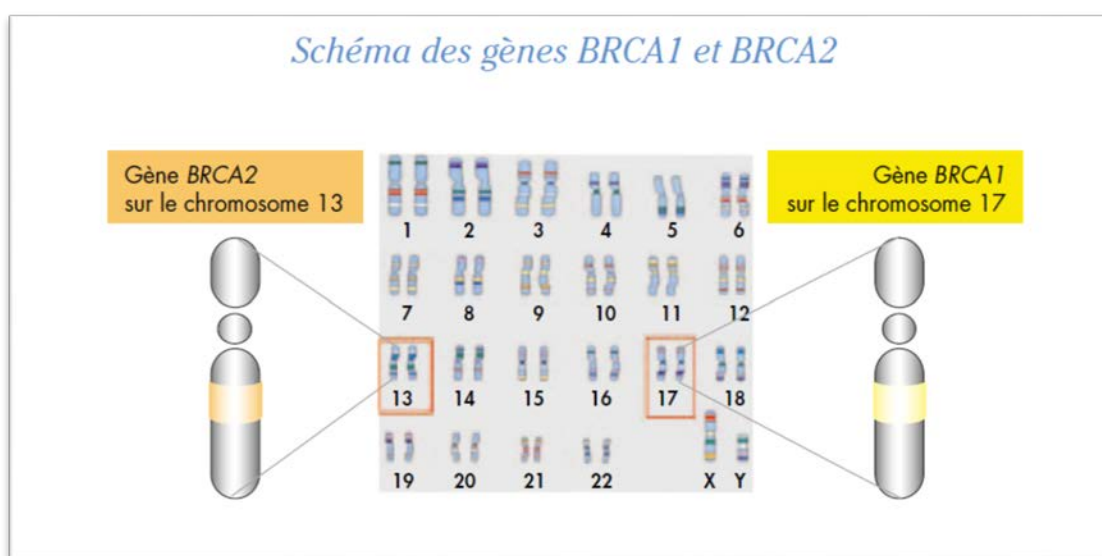 Schéma des gènes BRCA1 et BRCA2
Gène BRCA2
sur le chromosome 13
Gène BRCA1
sur le chromosome 17
1 2 3 4 5 6
7 8 9 10 11 12
13 14 15 16 17 18
19 20 21 22 X Y